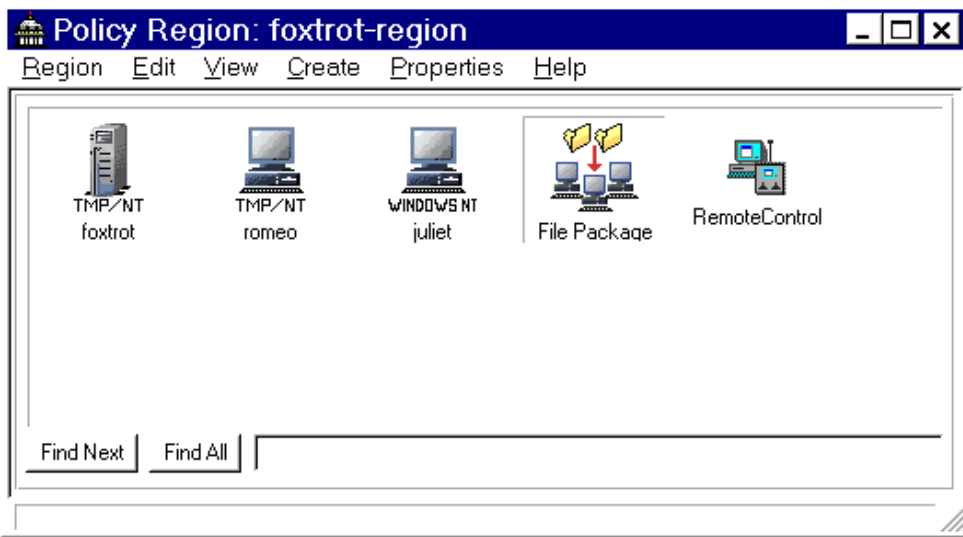 Policy Region: foxtrot-region
Region Edit View Create Properties Help
TMP/NT TMP/NT WINDOWS NT
foxtrot romeo juliet File Package RemoteControl
Find Next Find All